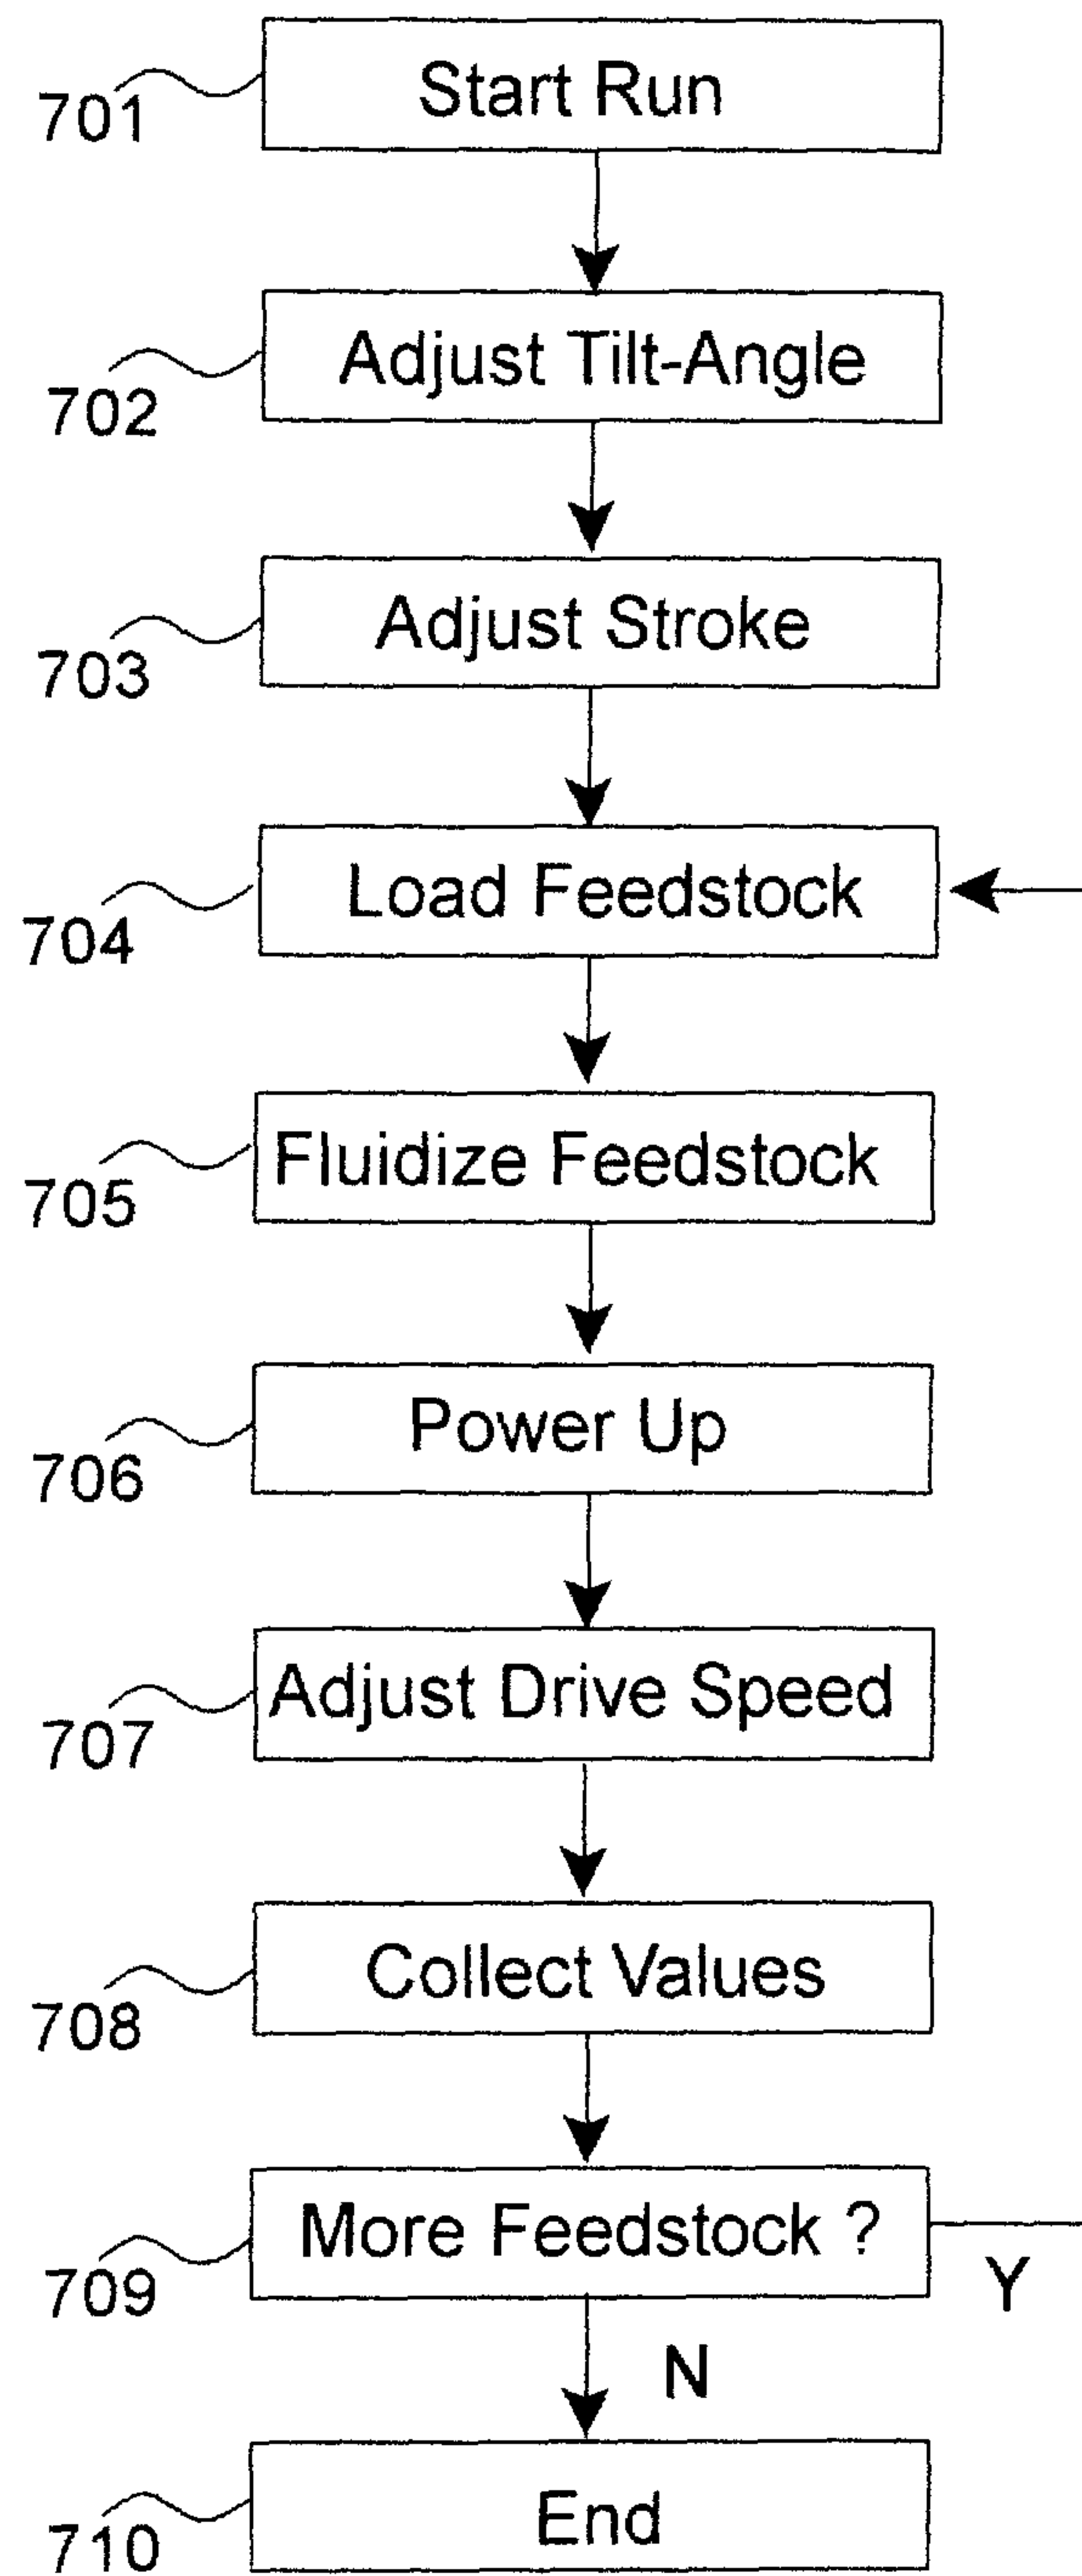 Start Run
701
Adjust Tilt-Angle
702
Adjust Stroke
703
Load Feedstock
704
Fluidize Feedstock
705
Power Up
706
Adjust Drive Speed
707
Collect Values
708
More Feedstock ?
709
Y
N
End
710